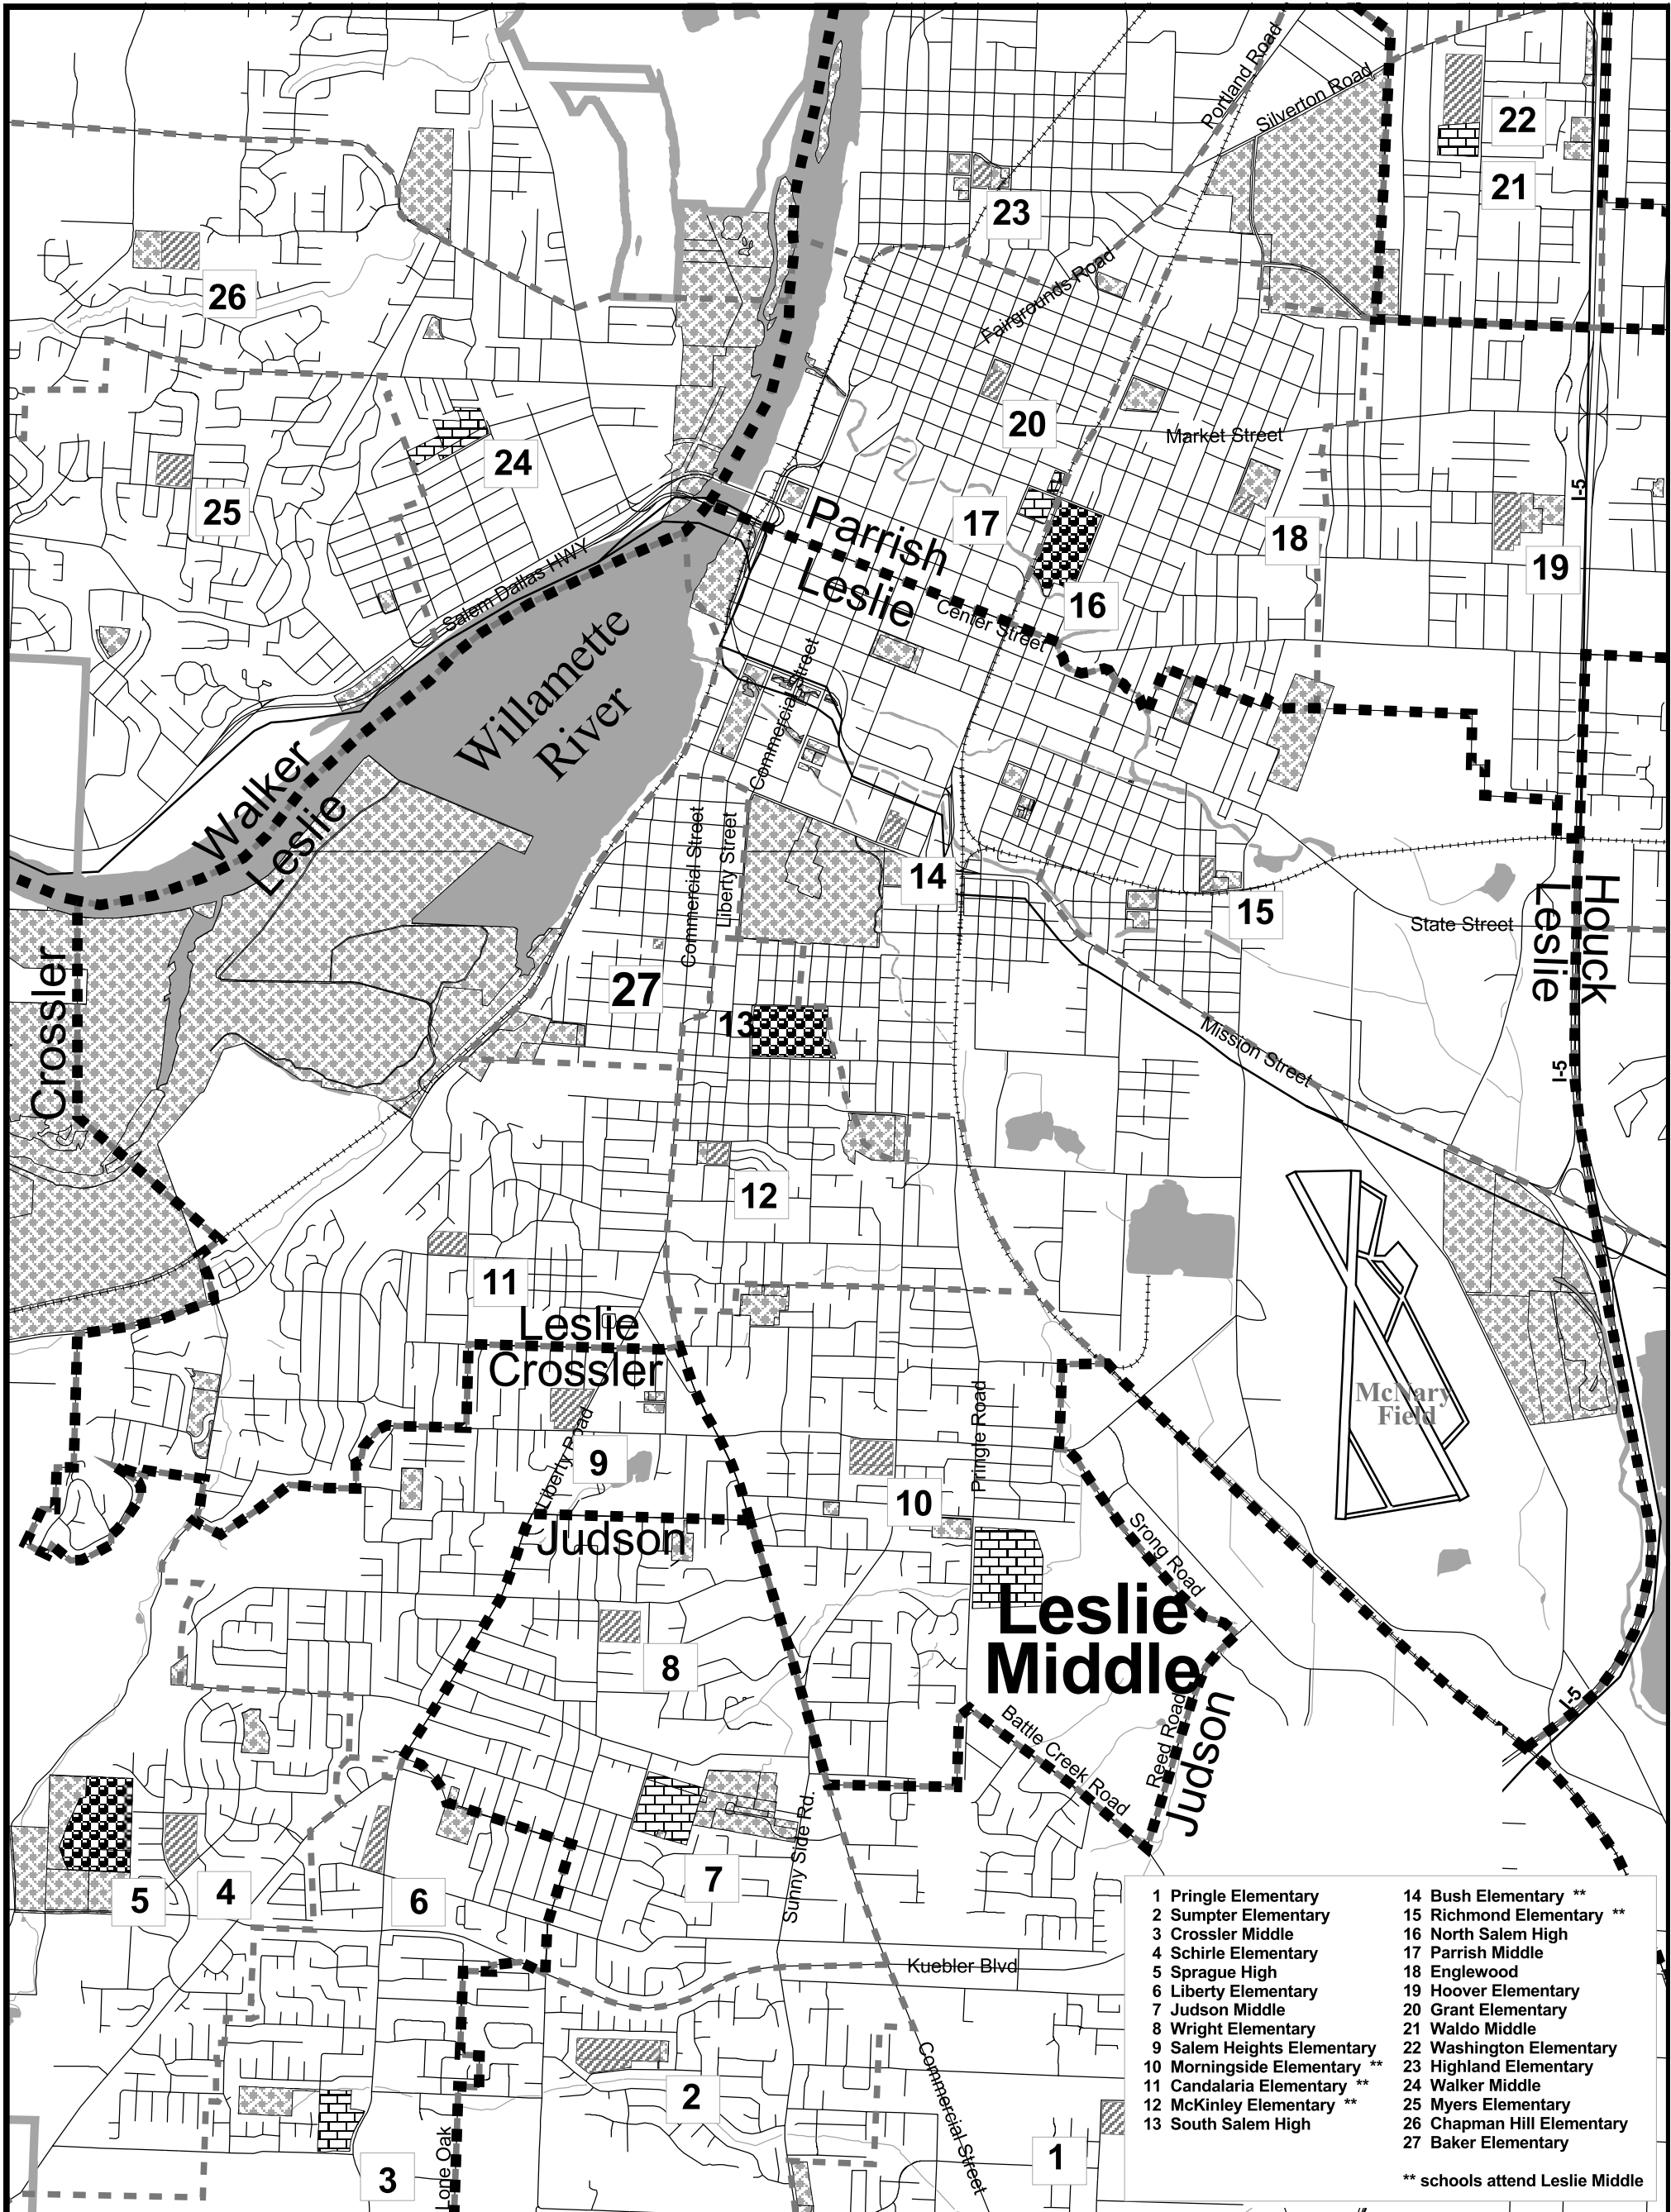 Portland Road
Silverton Road
22
21
23
26
Fairgrounds Road
20
Market Street
24
25
I-5
17
18
19
Parrish
Leslie
16
Center Street
Salem Dallas HWY
Willamette
River
Commercial Street
Walker
Leslie
Commercial Street
Liberty Street
14
15
State Street
Houck
Leslie
Crossler
27
13
Mission Street
I-5
12
11
Leslie
Crossler
McNary
Field
Liberty Road
9
Pringle Road
10
Judson
Srong Road
Leslie
Middle
8
Battle Creek Road
Reed Road
Judson
I-5
Sunny Side Rd.
5
4
6
7
Kuebler Blvd
2
Commercial Street
1
3
Lone Oak
1 Pringle Elementary
2 Sumpter Elementary
3 Crossler Middle
4 Schirle Elementary
5 Sprague High
6 Liberty Elementary
7 Judson Middle
8 Wright Elementary
9 Salem Heights Elementary
10 Morningside Elementary **
11 Candalaria Elementary **
12 McKinley Elementary **
13 South Salem High
14 Bush Elementary **
15 Richmond Elementary **
16 North Salem High
17 Parrish Middle
18 Englewood
19 Hoover Elementary
20 Grant Elementary
21 Waldo Middle
22 Washington Elementary
23 Highland Elementary
24 Walker Middle
25 Myers Elementary
26 Chapman Hill Elementary
27 Baker Elementary
** schools attend Leslie Middle